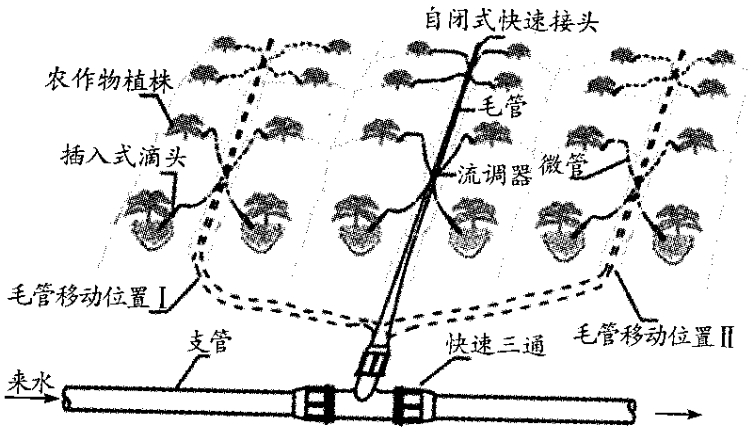 自闭式快速接头
农作物植株
毛管
插入式滴头
流调器
微管
毛管移动位置Ⅰ
毛管移动位置Ⅱ
支管
快速三通
来水